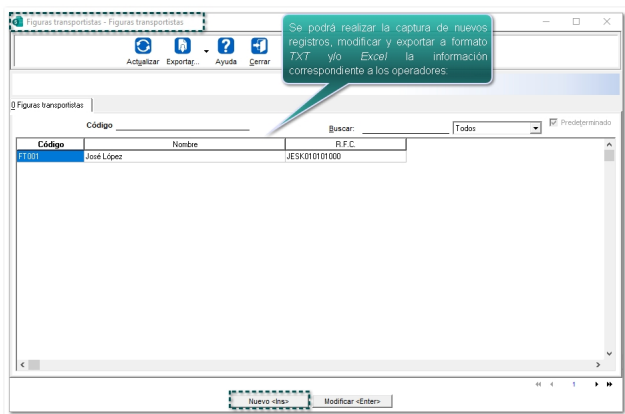 Figuras transportistas - Figuras transportistas
Se podrá realizar la captura de nuevos
registros, modificar y exportar a formato
TXT y/o Excel la información
correspondiente a los operadores:
Actualizar Exportar... Ayuda Cerrar
0 Figuras transportistas
Código Buscar: Todos Predeterminado
Código Nombre R.F.C.
FT001 José López JESK010101000
1
Nuevo <Ins> Modificar <Enter>